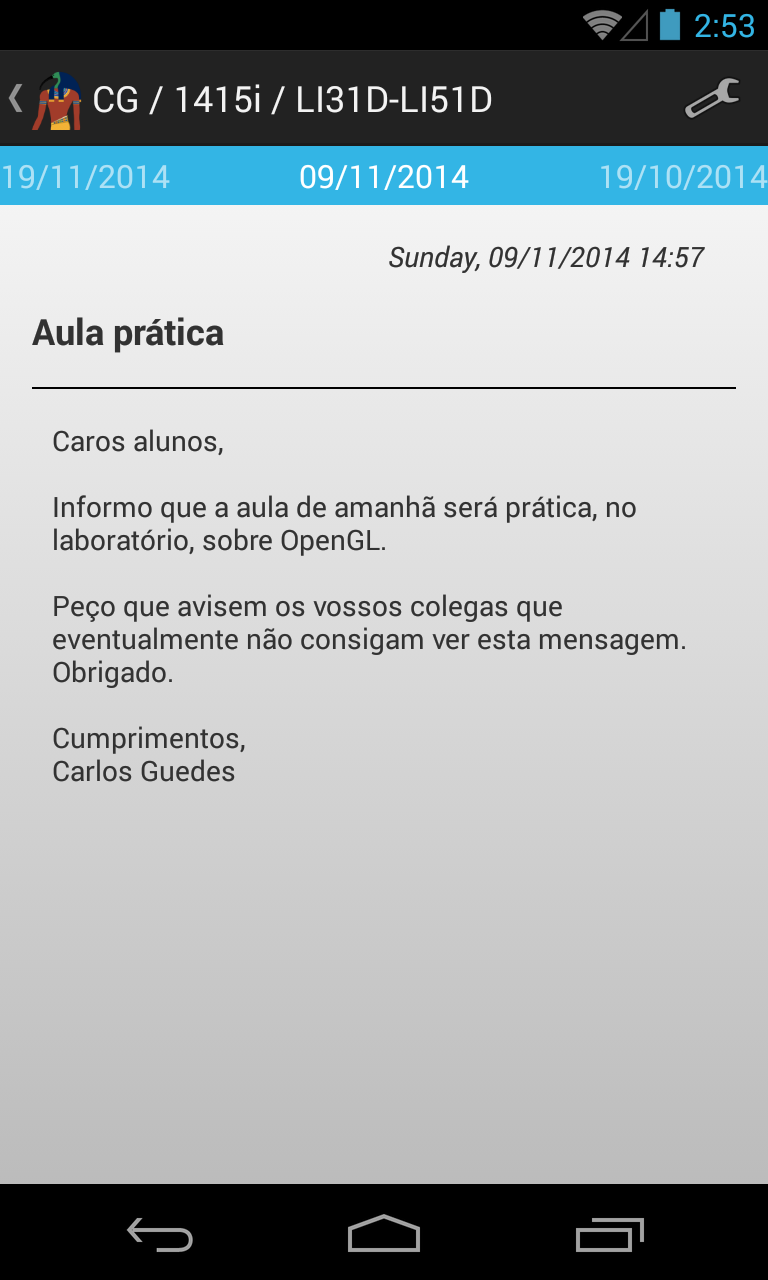 2:53
CG / 1415i / LI31D-LI51D
19/11/2014 09/11/2014 19/10/2014
Sunday, 09/11/2014 14:57
Aula prática
Caros alunos,
Informo que a aula de amanhã será prática, no
laboratório, sobre OpenGL.
Peço que avisem os vossos colegas que
eventualmente não consigam ver esta mensagem.
Obrigado.
Cumprimentos,
Carlos Guedes